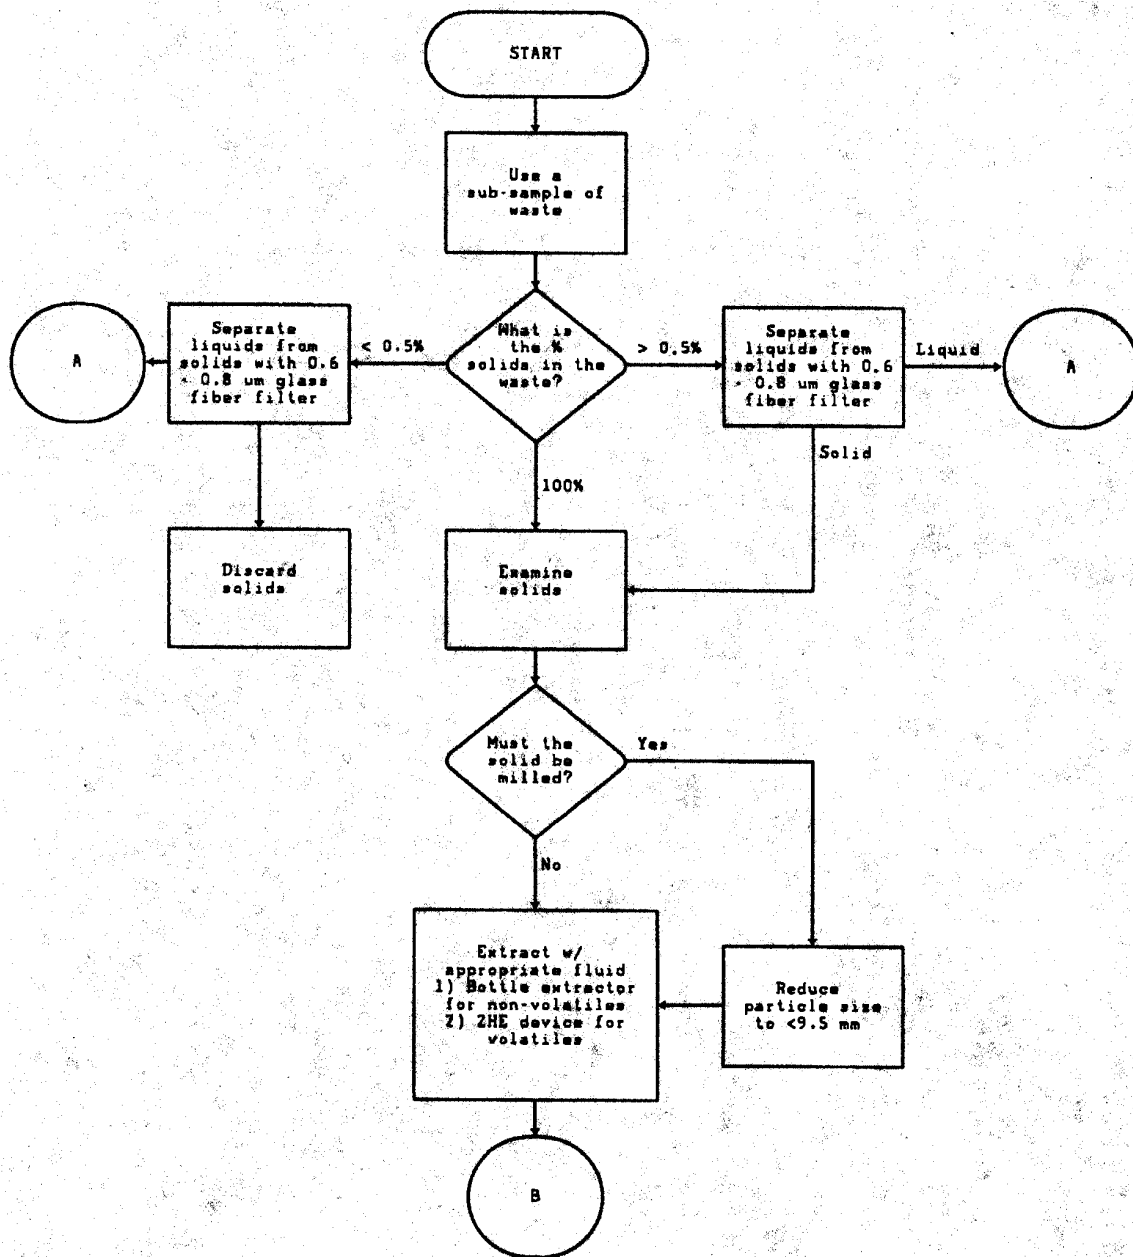 START
Use a
sub-sample of
waste
A
Separate
liquids from
solids with 0.6
- 0.8 um glass
fiber filter
< 0.5%
What is
the %
solids in the
waste?
> 0.5%
Separate
liquids from
solids with 0.6
- 0.8 um glass
fiber filter
Liquid
A
Solid
100%
Discard
solids
Examine
solids
Must the
solid be
milled?
Yes
No
Extract w/
appropriate fluid
1) Bottle extractor
for non-volatiles
2) ZHE device for
volatiles
Reduce
particle size
to <9.5 mm
B